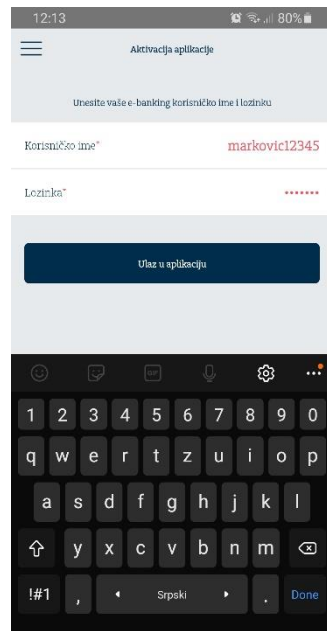 12:13 80%
Aktivacija aplikacije
Unesite vaše e-banking korisničko ime i lozinku
Korisničko ime* markovic12345
Lozinka* •••••••
Ulaz u aplikaciju
GIF
1 2 3 4 5 6 7 8 9 0
q w e r t z u i o p
a s d f g h j k l
y x c v b n m
!#1 , Srpski . Done